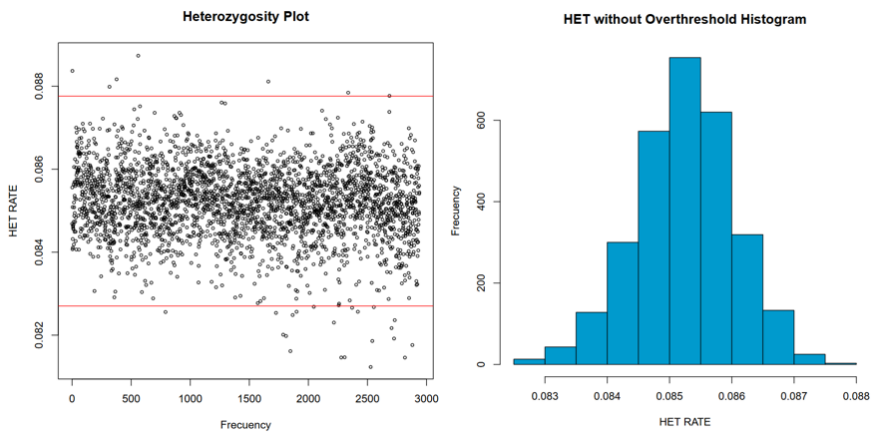 Heterozygosity Plot
HET RATE
0.082 0.084 0.086 0.088
0 500 1000 1500 2000 2500 3000
Frecuency
HET without Overthreshold Histogram
Frecuency
0 200 400 600
0.083 0.084 0.085 0.086 0.087 0.088
HET RATE